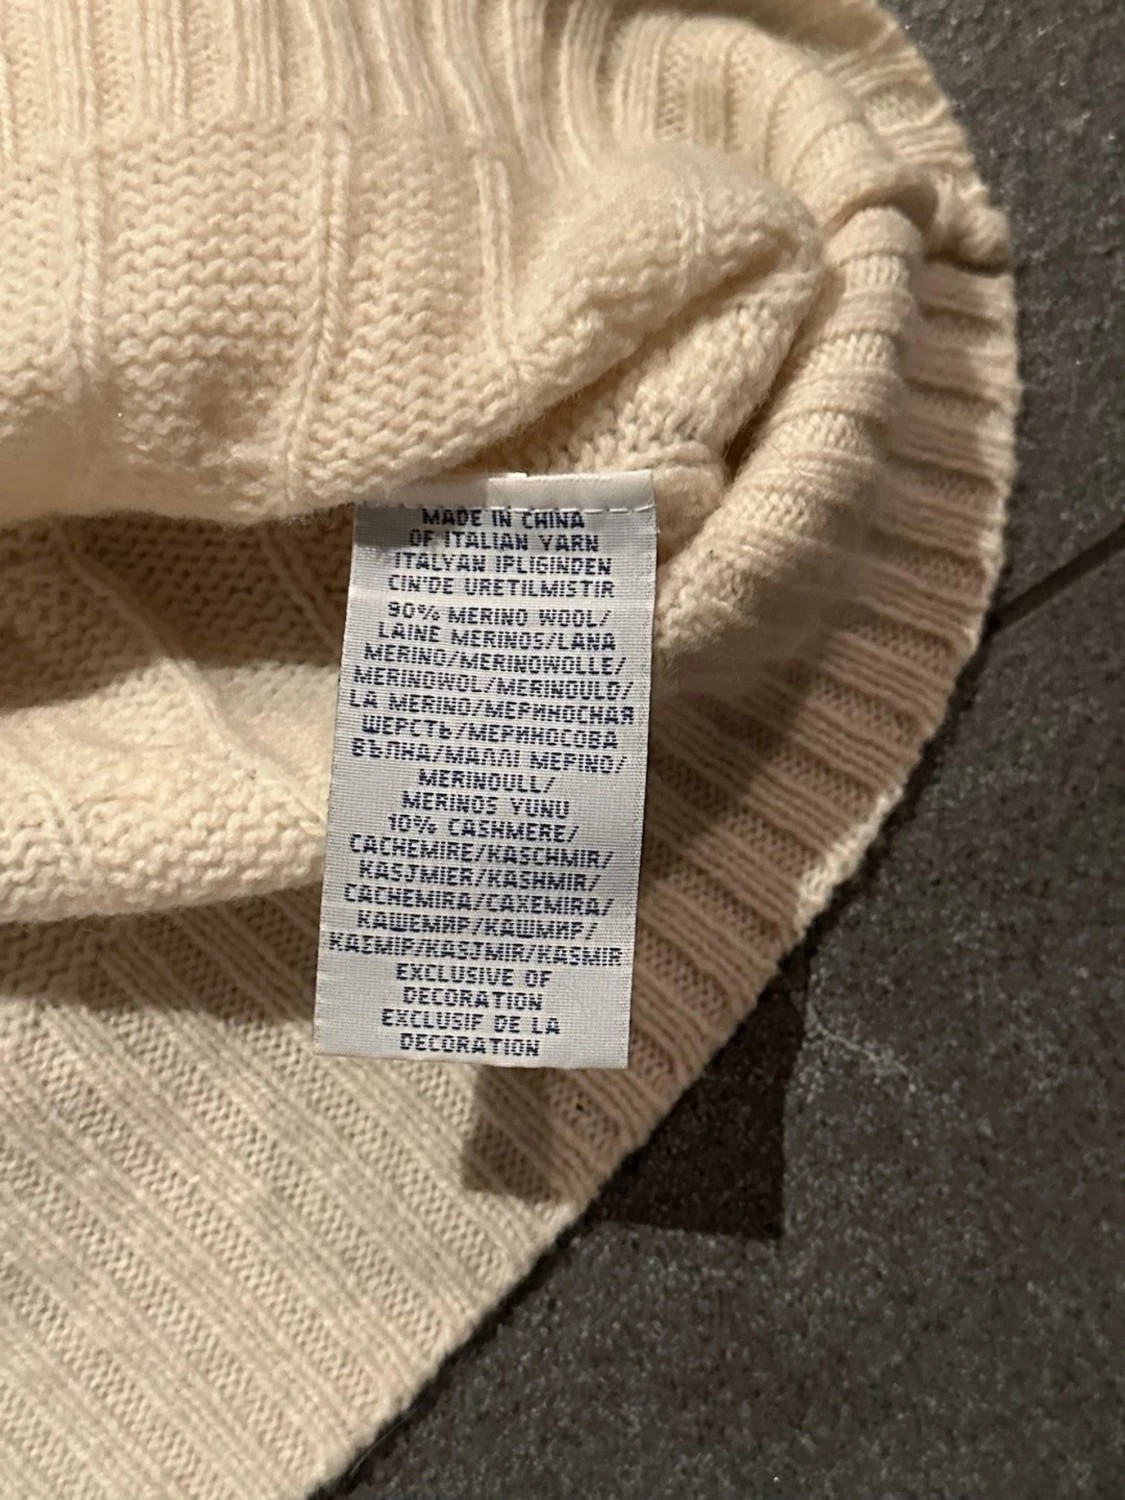 MADE IN CHINA
OF ITALIAN YARN
ITALYAN IPLIGINDEN
CIN'DE URETILMISTIR
90% MERINO WOOL/
LAINE MERINOS/LANA
MERINO/MERINOWOLLE/
MERINOWOL/MERINOULD/
LA MERINO/МЕРИНОСНАЯ
ШЕРСТЬ/МЕРИНОСОВА
ВЪЛНА/ΜΑΛΛΙ ΜΕΡΙΝΟ/
MERINOULL/
MERINOS YUNU
10% CASHMERE/
CACHEMIRE/KASCHMIR/
KASJMIER/KASHMIR/
CACHEMIRA/CAXEMIRA/
КАШЕМИР/КАШМИР/
ΚΑΣΜΙΡ/KASJMIR/KASMIR
EXCLUSIVE OF
DECORATION
EXCLUSIF DE LA
DECORATION